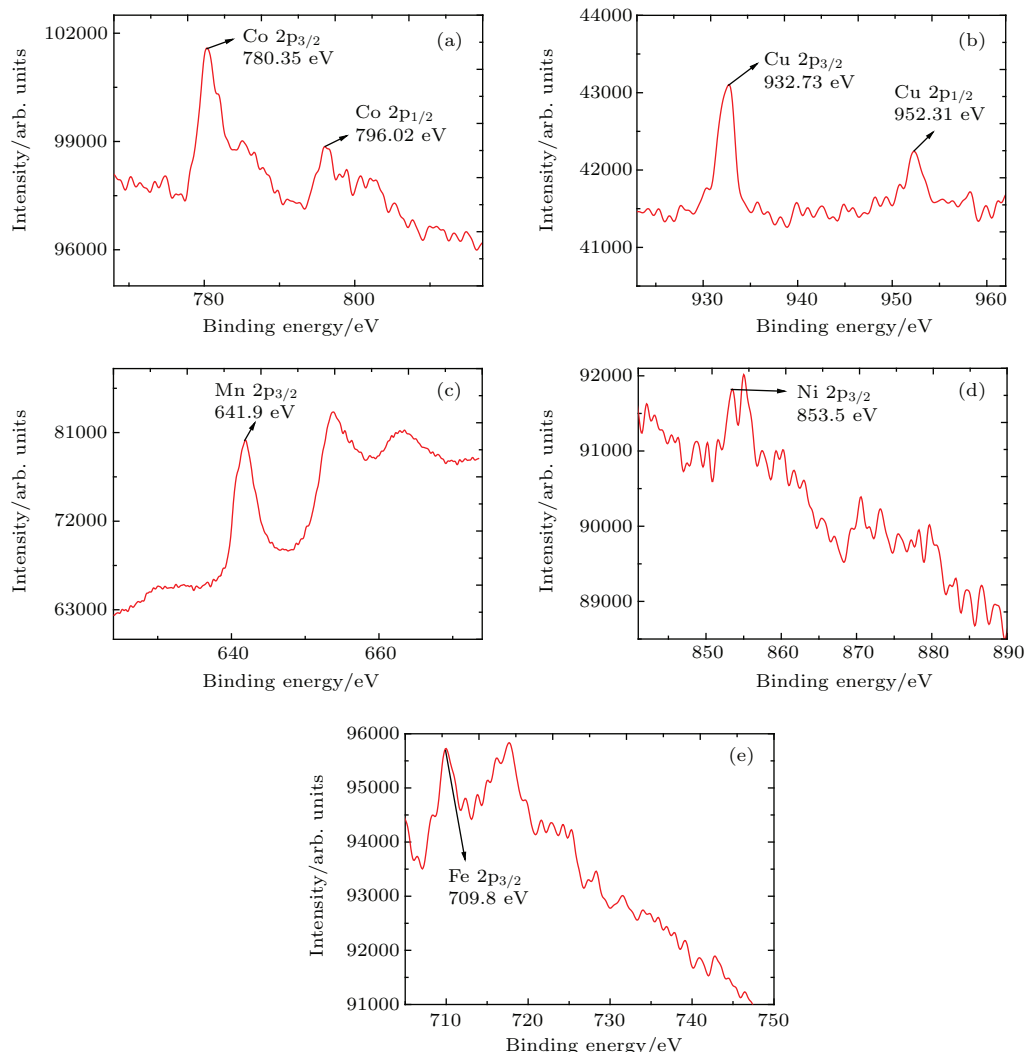 (a)
Co 2p3/2
780.35 eV
Co 2p1/2
796.02 eV
102000
99000
96000
780
800
Intensity/arb. units
Binding energy/eV
(b)
Cu 2p3/2
932.73 eV
Cu 2p1/2
952.31 eV
44000
43000
42000
41000
930
940
950
960
Intensity/arb. units
Binding energy/eV
(c)
Mn 2p3/2
641.9 eV
81000
72000
63000
640
660
Intensity/arb. units
Binding energy/eV
(d)
Ni 2p3/2
853.5 eV
92000
91000
90000
89000
850
860
870
880
890
Intensity/arb. units
Binding energy/eV
(e)
Fe 2p3/2
709.8 eV
96000
95000
94000
93000
92000
91000
710
720
730
740
750
Intensity/arb. units
Binding energy/eV